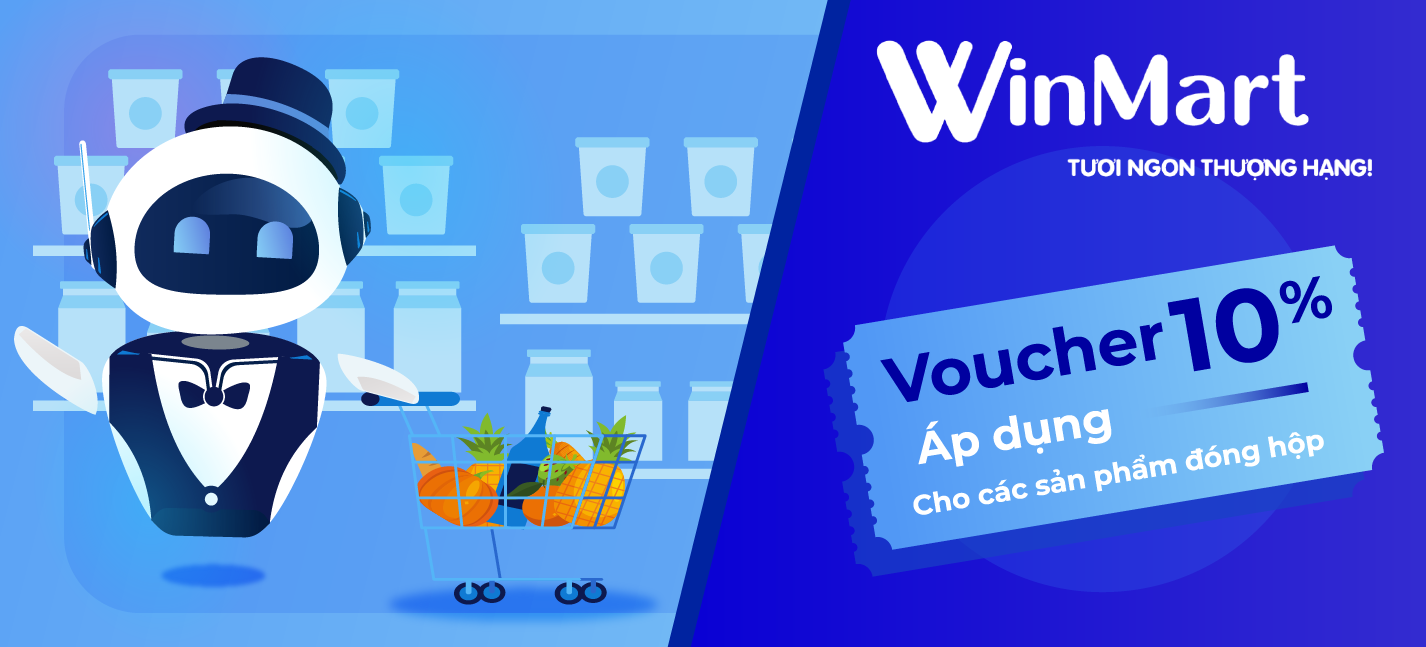 WinMart
TƯƠI NGON THƯỢNG HẠNG!
Voucher 10%
Áp dụng
Cho các sản phẩm đóng hộp